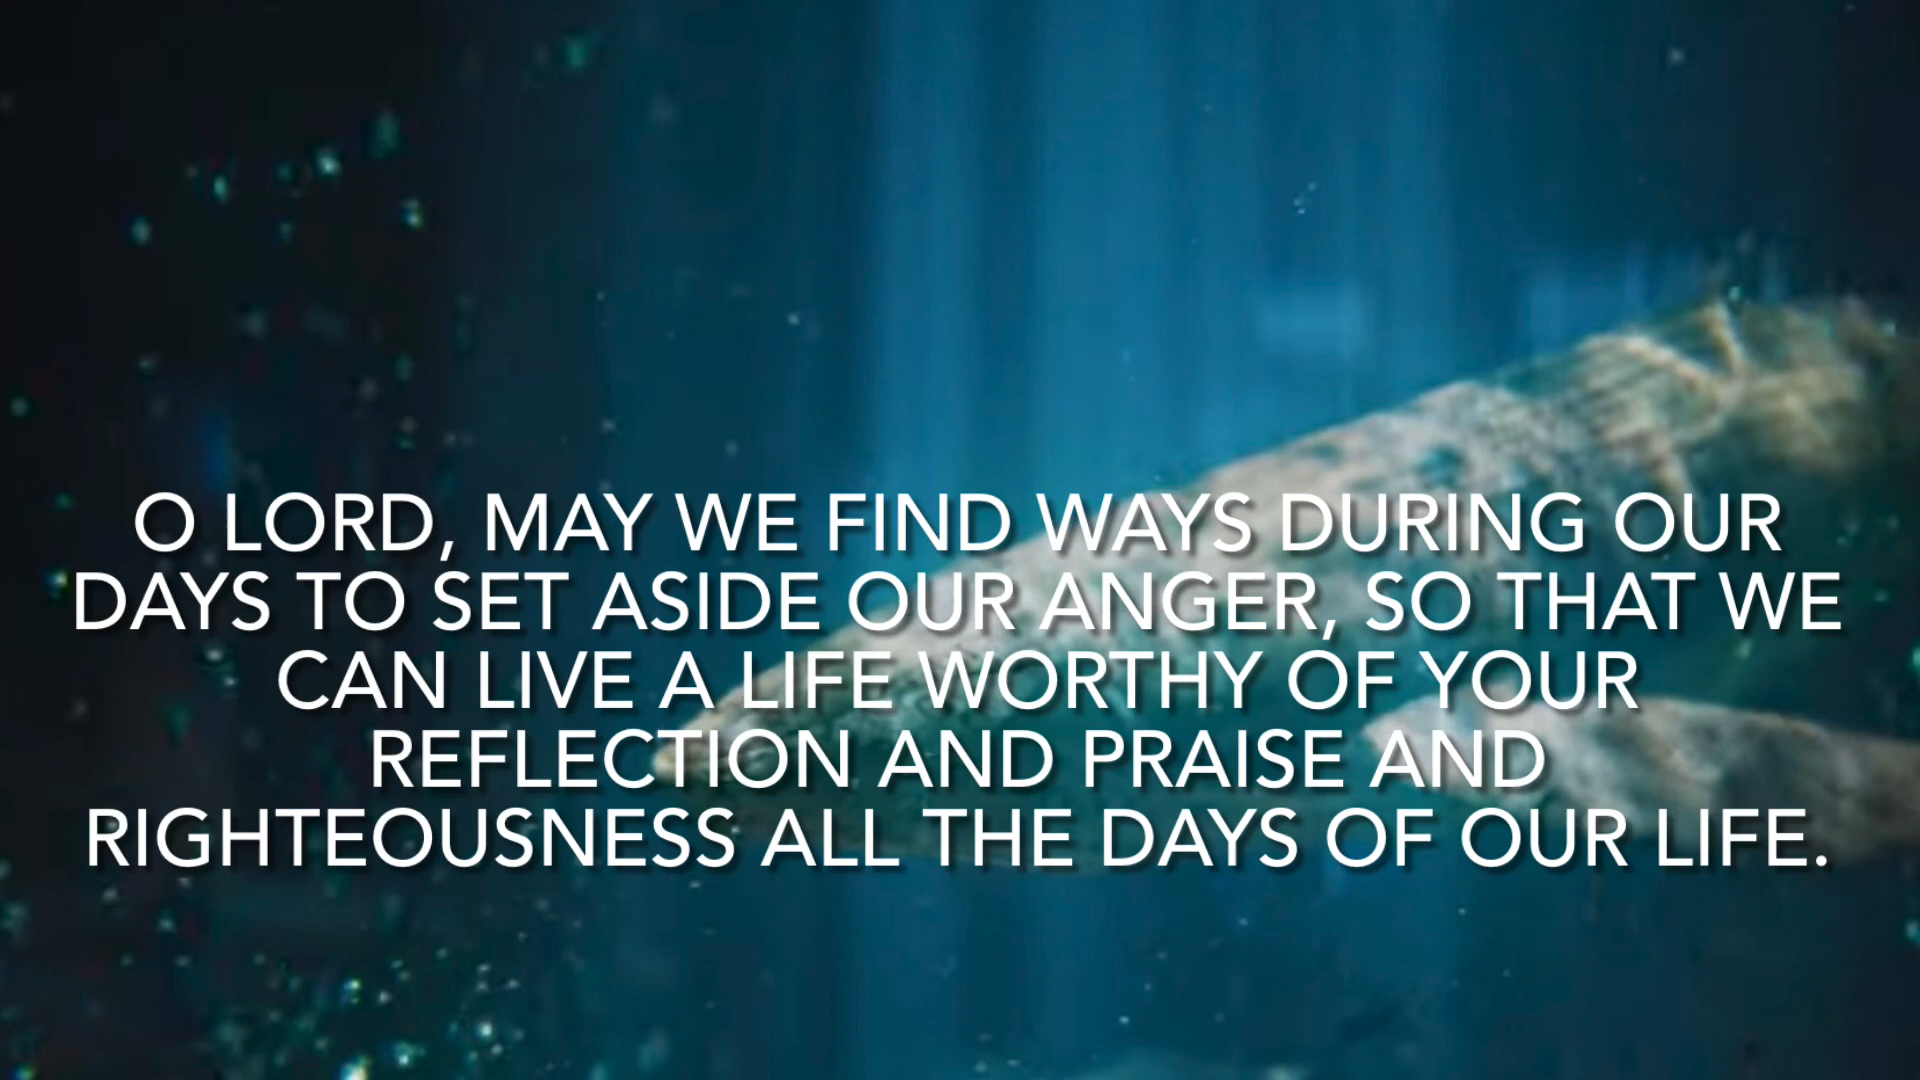 O LORD, MAY WE FIND WAYS DURING OUR
DAYS TO SET ASIDE OUR ANGER, SO THAT WE
CAN LIVE A LIFE WORTHY OF YOUR
REFLECTION AND PRAISE AND
RIGHTEOUSNESS ALL THE DAYS OF OUR LIFE.